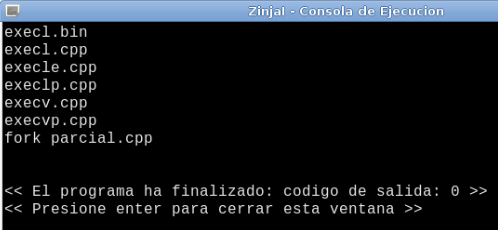 ZinjaI - Consola de Ejecucion
execl.bin
execl.cpp
execle.cpp
execlp.cpp
execv.cpp
execvp.cpp
fork parcial.cpp
<< El programa ha finalizado: codigo de salida: 0 >>
<< Presione enter para cerrar esta ventana >>